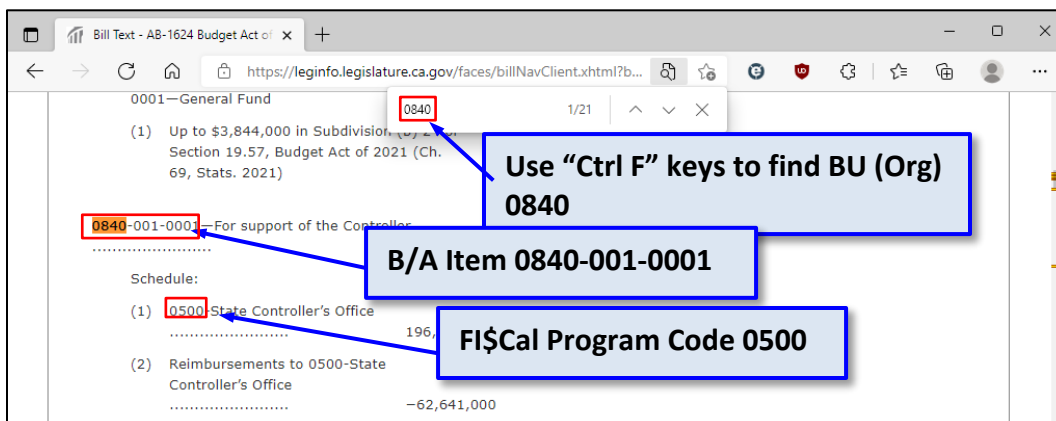 Bill Text - AB-1624 Budget Act of
https://leginfo.legislature.ca.gov/faces/billNavClient.xhtml?b...
0840 1/21
0001—General Fund
(1) Up to $3,844,000 in Subdivision (b)
Section 19.57, Budget Act of 2021 (Ch.
69, Stats. 2021)
Use “Ctrl F” keys to find BU (Org)
0840
0840-001-0001—For support of the Controller
........................
B/A Item 0840-001-0001
Schedule:
(1) 0500-State Controller’s Office
........................ 196,
FI$Cal Program Code 0500
(2) Reimbursements to 0500-State
Controller’s Office
........................ −62,641,000